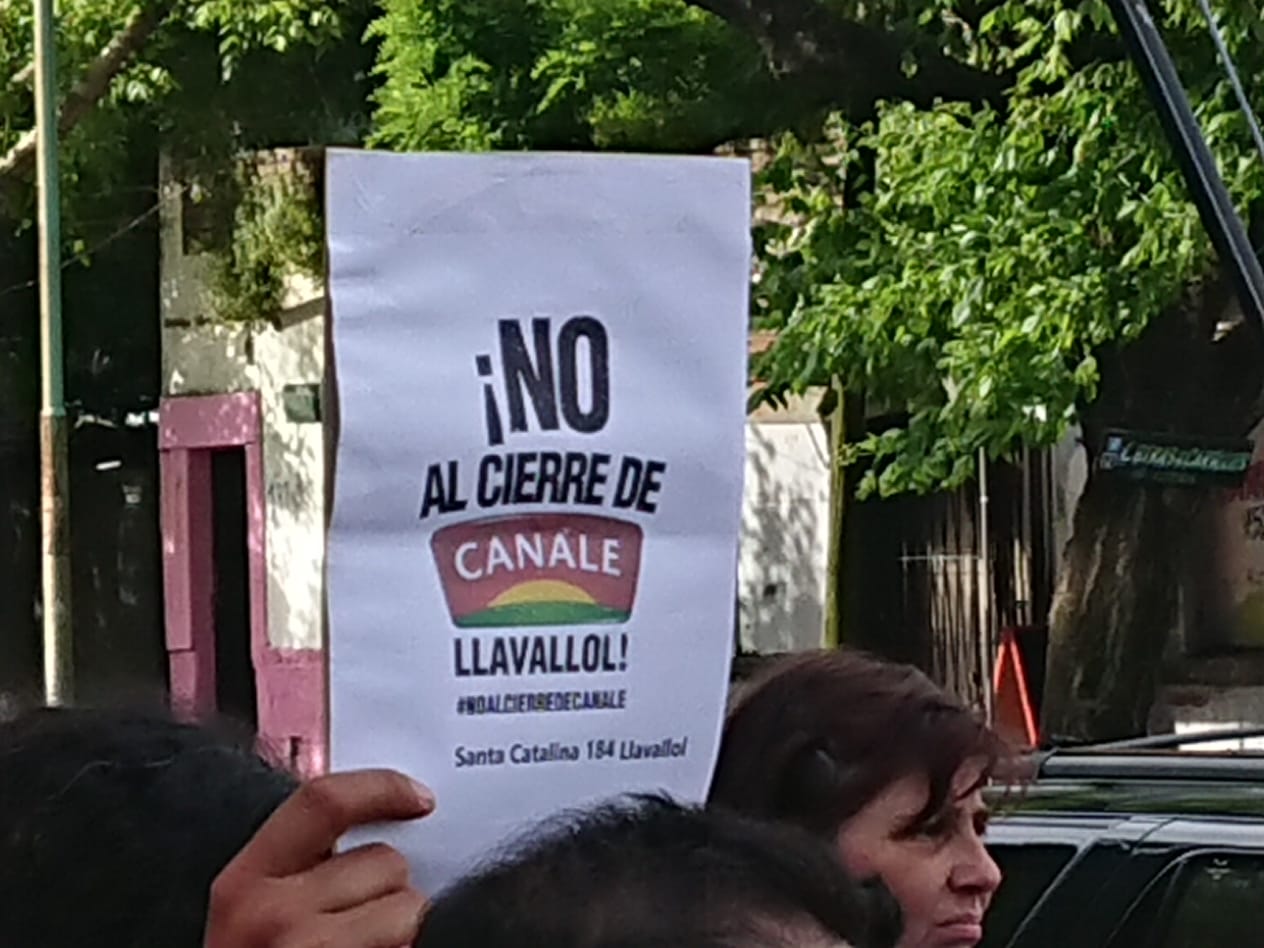 ¡NO
AL CIERRE DE
CANALE
LLAVALLOL!
#NOALCIERREDECANALE
Santa Catalina 184 Llavallol